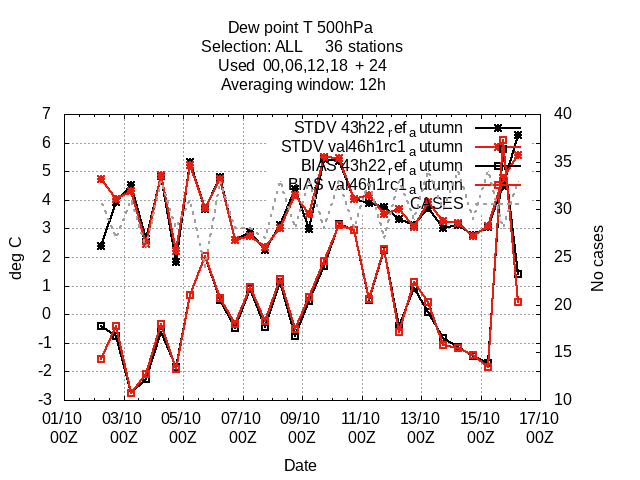 Dew point T 500hPa
Selection: ALL 36 stations
Used 00,06,12,18 + 24
Averaging window: 12h
STDV 43h22_ref_autumn
STDV val46h1rc1_autumn
BIAS 43h22_ref_autumn
BIAS val46h1rc1_autumn
CASES
7
6
5
4
3
2
1
0
-1
-2
-3
deg C
40
35
30
25
20
15
10
No cases
01/10 03/10 05/10 07/10 09/10 11/10 13/10 15/10 17/10
00Z 00Z 00Z 00Z 00Z 00Z 00Z 00Z 00Z
Date